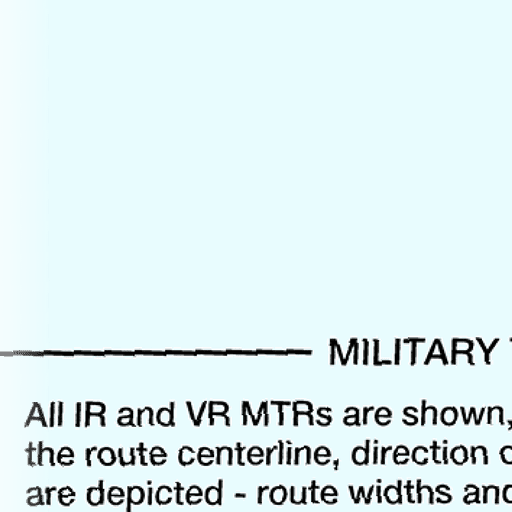 MILITARY
All IR and VR MTRs are shown,
the route centerline, direction
are depicted - route widths and